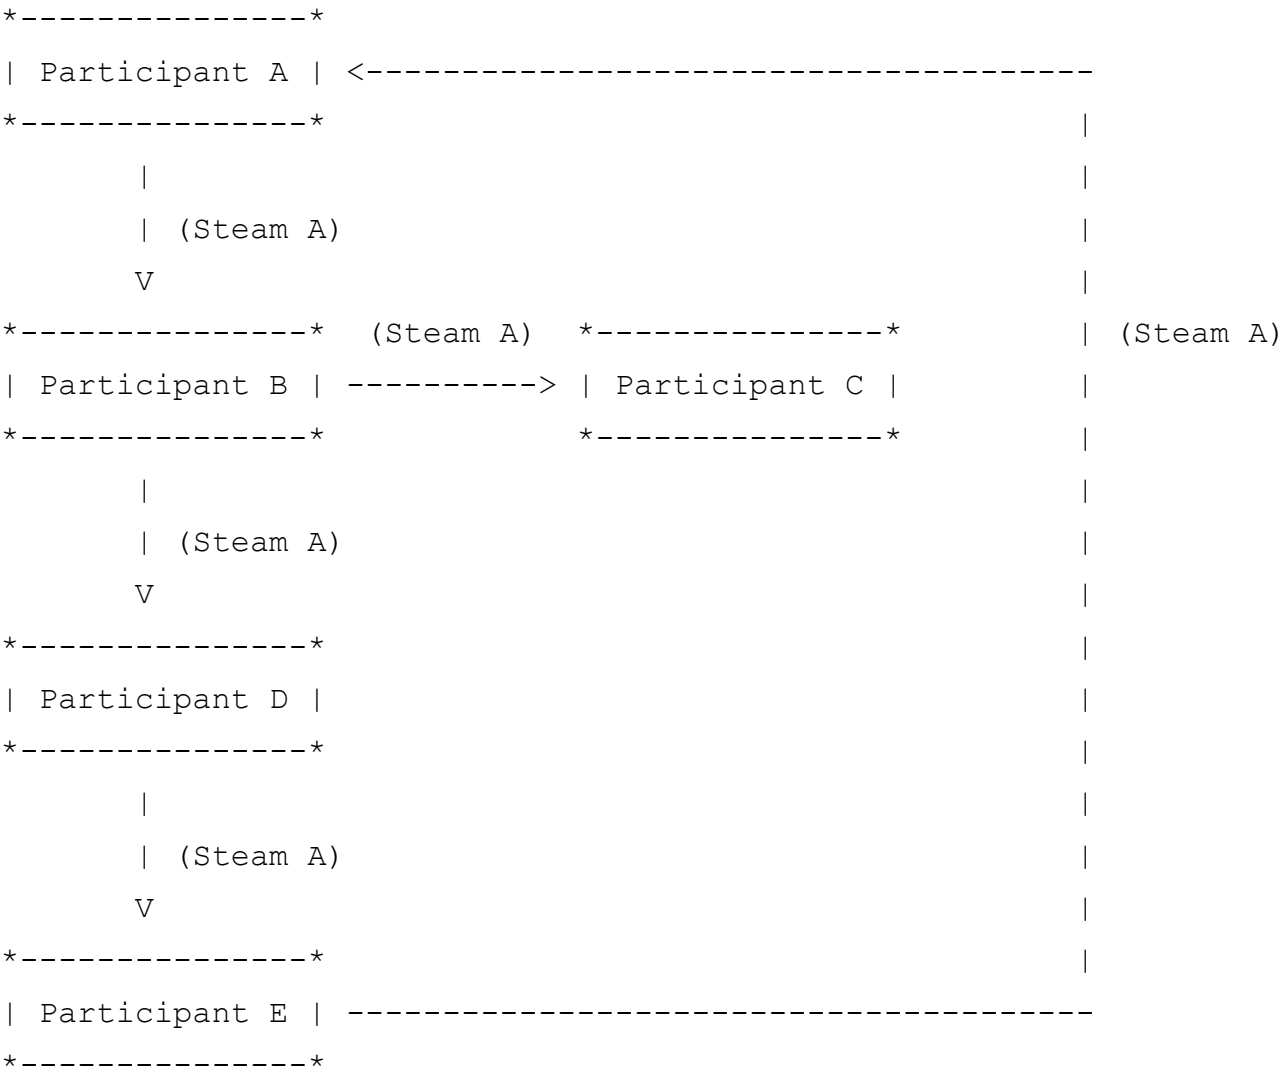 *---------------*
| Participant A | <--------------------------------------
*---------------*                                       |
       |                                                |
       | (Steam A)                                      |
       V                                                |
*---------------*  (Steam A)  *---------------*         | (Steam A)
| Participant B | ----------> | Participant C |         |
*---------------*             *---------------*         |
       |                                                |
       | (Steam A)                                      |
       V                                                |
*---------------*                                       |
| Participant D |                                       |
*---------------*                                       |
       |                                                |
       | (Steam A)                                      |
       V                                                |
*---------------*                                       |
| Participant E | ---------------------------------------
*---------------*